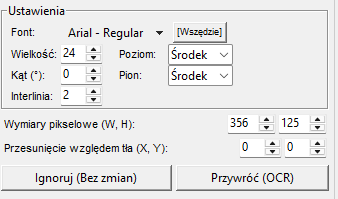 Ustawienia
Font: Arial - Regular [Wszędzie]
Wielkość: 24 Poziom: Środek
Kąt (°): 0 Pion: Środek
Interlinia: 2
Wymiary pikselowe (W, H): 356 125
Przesunięcie względem tła (X, Y): 0 0
Ignoruj (Bez zmian) Przywróć (OCR)